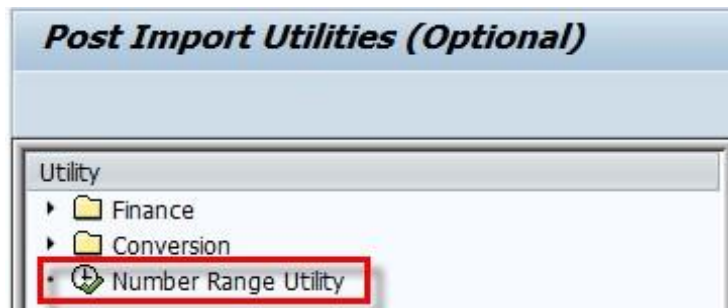 Post Import Utilities (Optional)
Utility
Finance
Conversion
Number Range Utility